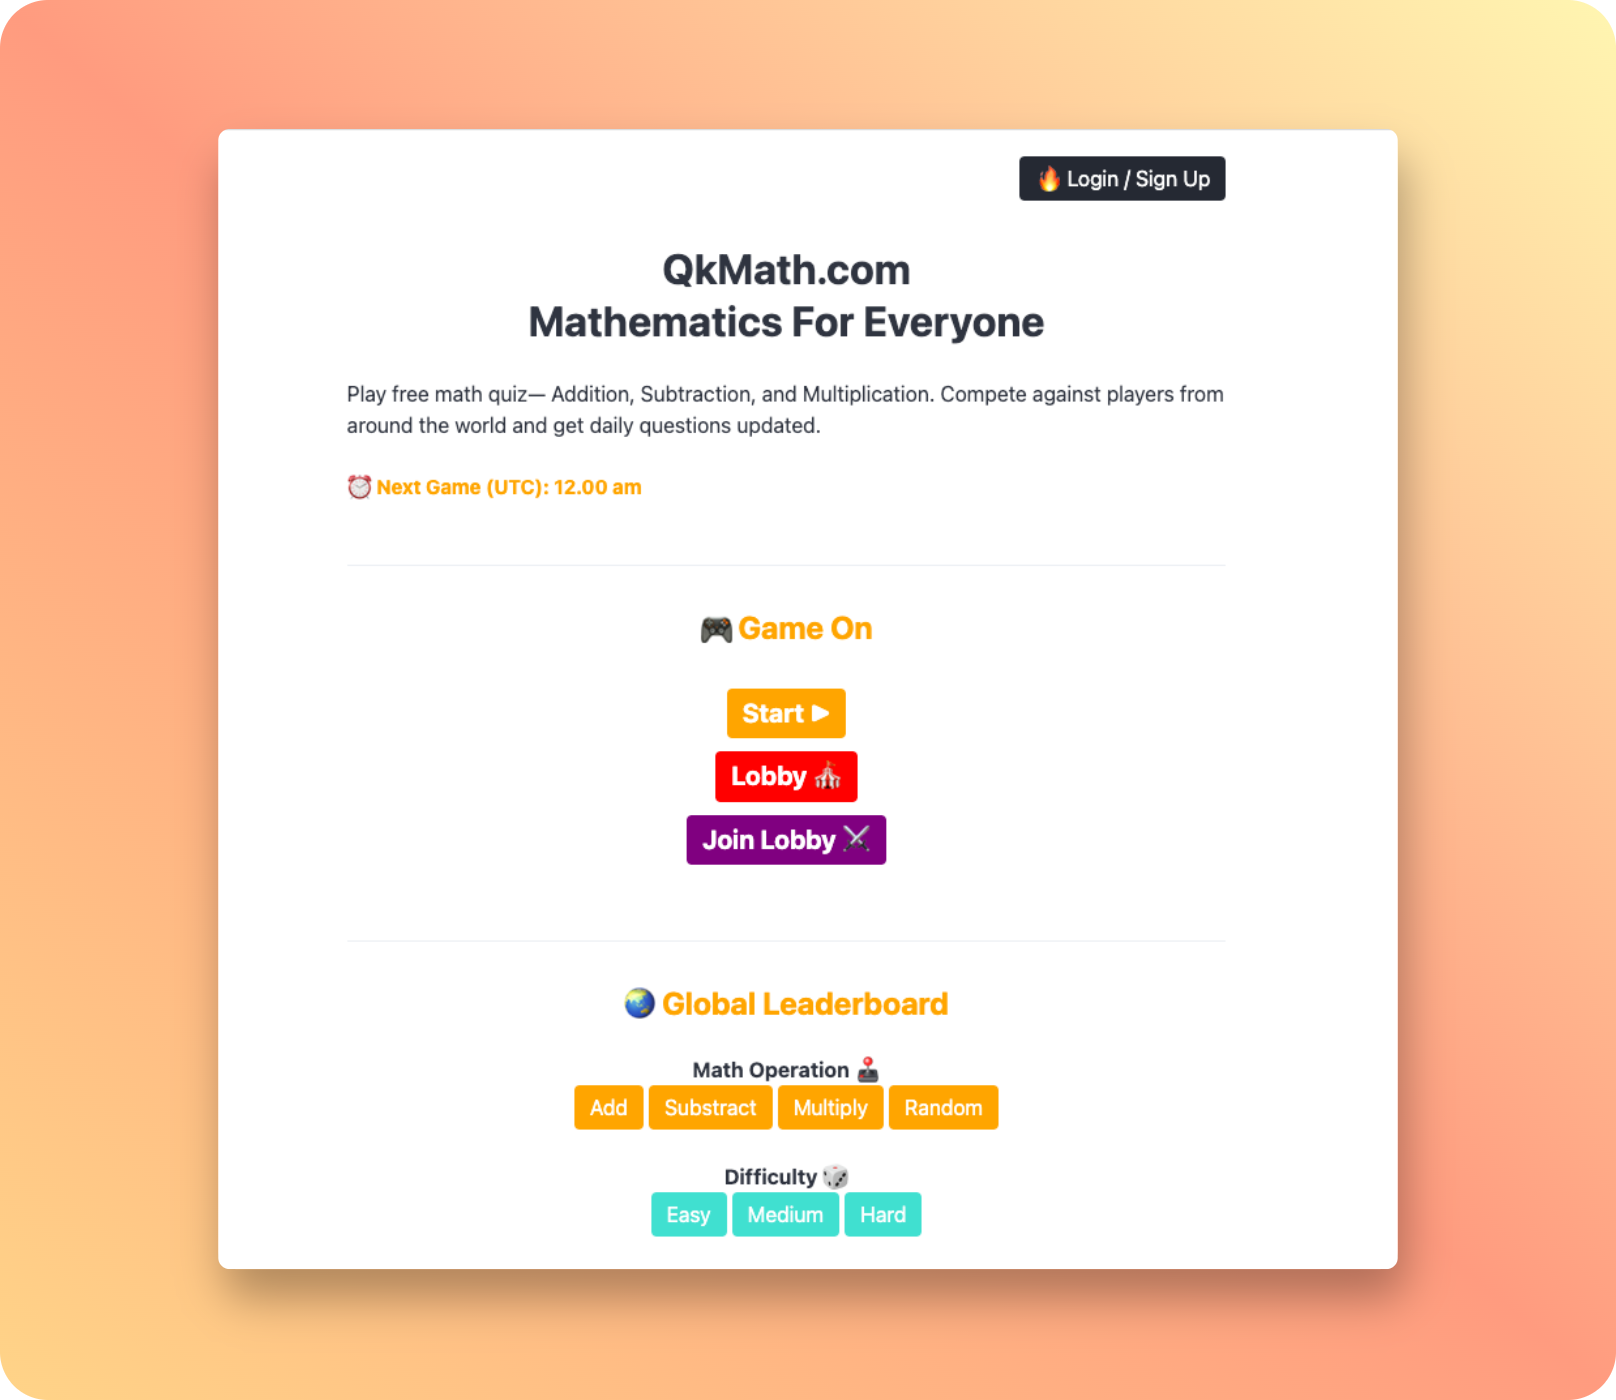 🔥 Login / Sign Up
QkMath.com
Mathematics For Everyone
Play free math quiz— Addition, Subtraction, and Multiplication. Compete against players from
around the world and get daily questions updated.
⏰ Next Game (UTC): 12.00 am
🎮 Game On
Start ▶
Lobby 🎪
Join Lobby ⚔️
🌏 Global Leaderboard
Math Operation 🕹️
Add Substract Multiply Random
Difficulty 🎲
Easy Medium Hard